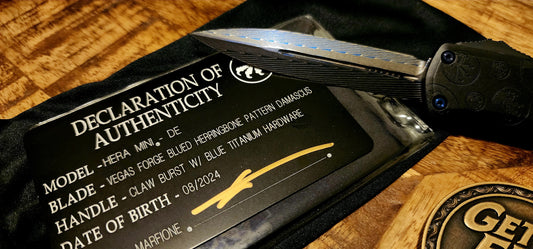 DECLARATION OF
AUTHENTICITY
MODEL - HERA MINI - DE
BLADE - VEGAS FORGE BLUED HERRINGBONE PATTERN DAMASCUS
HANDLE - CLAW BURST W/ BLUE TITANIUM HARDWARE
DATE OF BIRTH - 08/2024
MARFIONE
GET